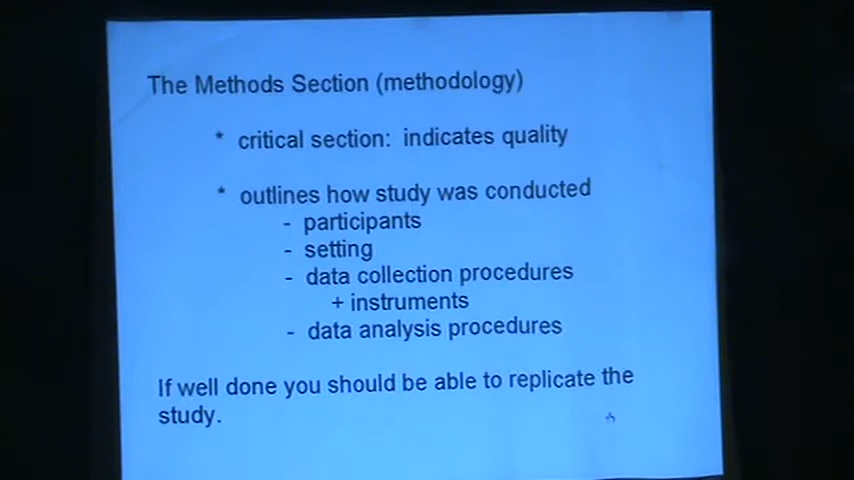 The Methods Section (methodology)
* critical section: indicates quality
* outlines how study was conducted
- participants
- setting
- data collection procedures
+ instruments
- data analysis procedures
If well done you should be able to replicate the
study.